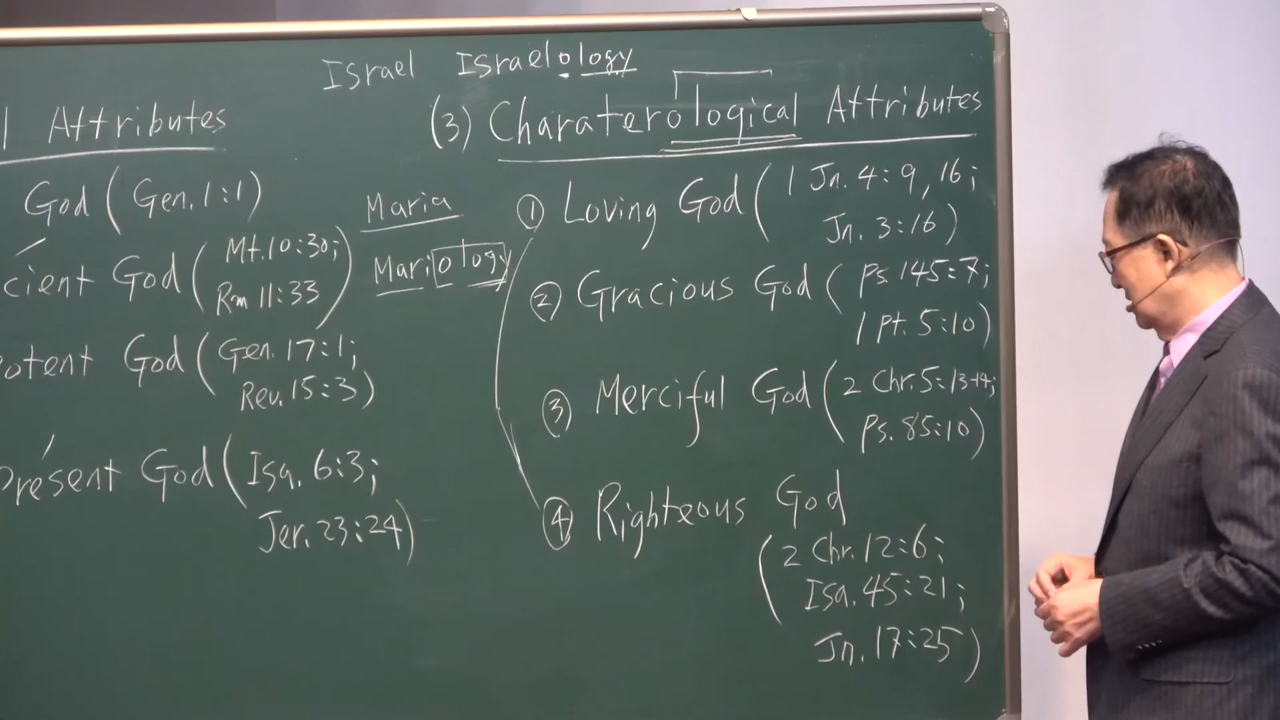 Israel Israelology
l Attributes
God (Gen. 1:1)
cient God (Mt. 10:30;
Rm 11:33)
potent God (Gen. 17:1;
Rev. 15:3)
present God (Isa. 6:3;
Jer. 23:24)
Maria
Mariology
(3) Charaterological Attributes
① Loving God (1 Jn. 4:9, 16;
Jn. 3:16)
② Gracious God (Ps. 145:7;
1 Pt. 5:10)
③ Merciful God (2 Chr. 5:13-14;
Ps. 85:10)
④ Righteous God
(2 Chr. 12:6;
Isa. 45:21;
Jn. 17:25)